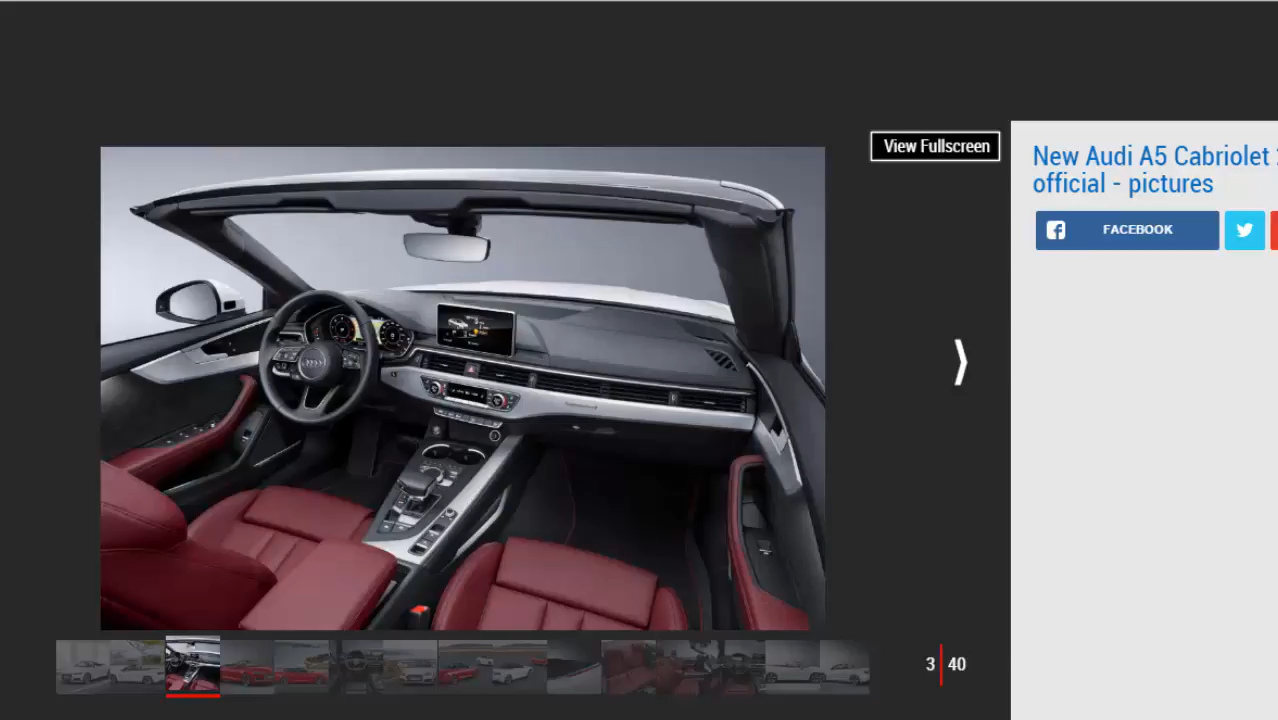 View Fullscreen
New Audi A5 Cabriolet
official - pictures
FACEBOOK
3 40